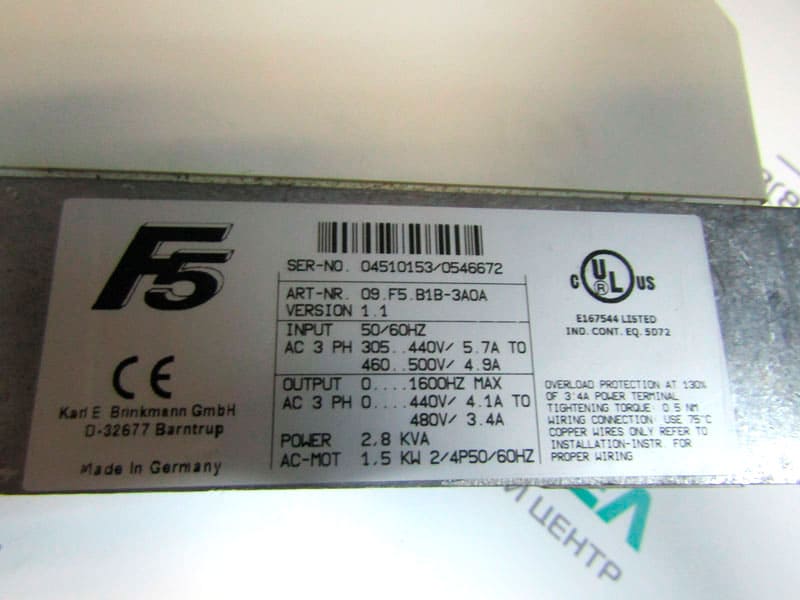 F5
SER-NO. 04510153/0546672
ART-NR. 09.F5.B1B-3A0A
VERSION 1.1
INPUT 50/60HZ
AC 3 PH 305..440V/ 5.7A TO
460..500V/ 4.9A
OUTPUT 0....1600HZ MAX
AC 3 PH 0....440V/ 4.1A TO
480V/ 3.4A
POWER 2,8 KVA
AC-MOT 1,5 KW 2/4P50/60HZ
CE
Karl E. Brinkmann GmbH
D-32677 Barntrup
Made in Germany
C UL ® US
E167544 LISTED
IND. CONT. EQ. 5D72
OVERLOAD PROTECTION AT 130%
OF 3:4A POWER TERMINAL
TIGHTENING TORQUE 0.5 NM
WIRING CONNECTION USE 75°C
COPPER WIRES ONLY REFER TO
INSTALLATION-INSTR. FOR
PROPER WIRING
ЦЕНТР